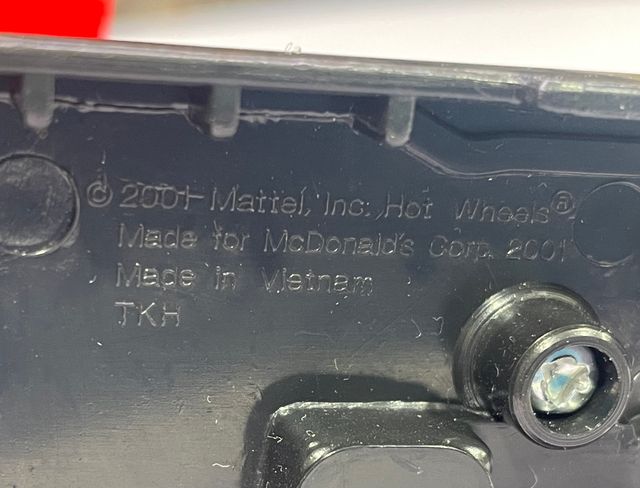 © 2001 Mattel, Inc. Hot Wheels®
Made for McDonald's Corp. 2001
Made in Vietnam
TKH